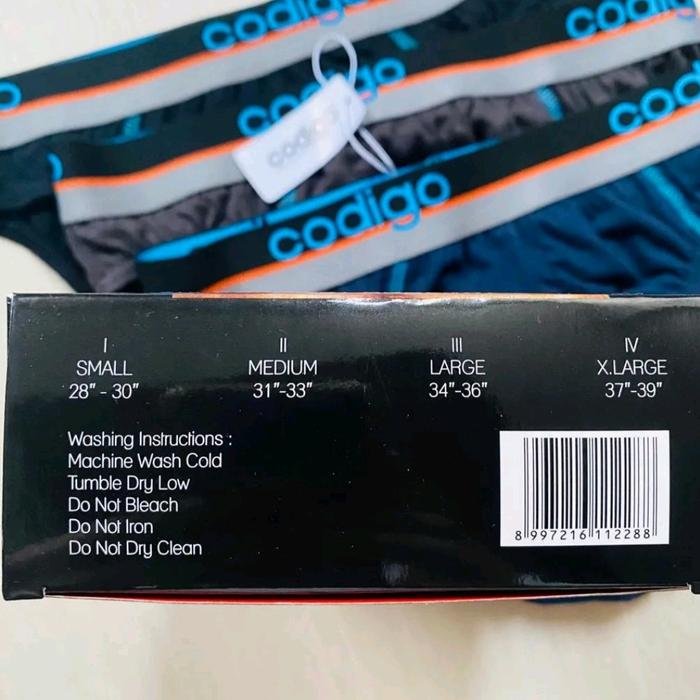 codigo
codigo
codigo
codigo
I
SMALL
28" - 30"
II
MEDIUM
31"-33"
III
LARGE
34"-36"
IV
X.LARGE
37"-39"
Washing Instructions :
Machine Wash Cold
Tumble Dry Low
Do Not Bleach
Do Not Iron
Do Not Dry Clean
8 997216 112288